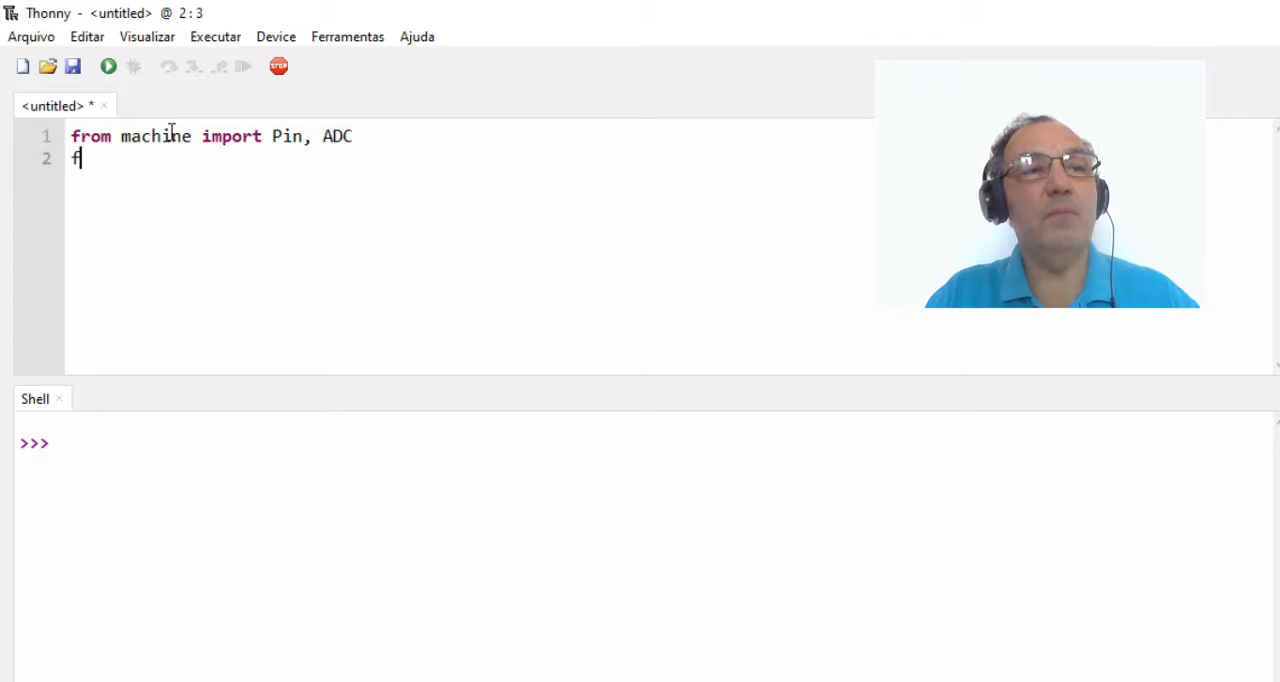 Thonny - <untitled> @ 2:3
Arquivo Editar Visualizar Executar Device Ferramentas Ajuda
STOP
<untitled> *
1 from machine import Pin, ADC
2 f
Shell
>>>